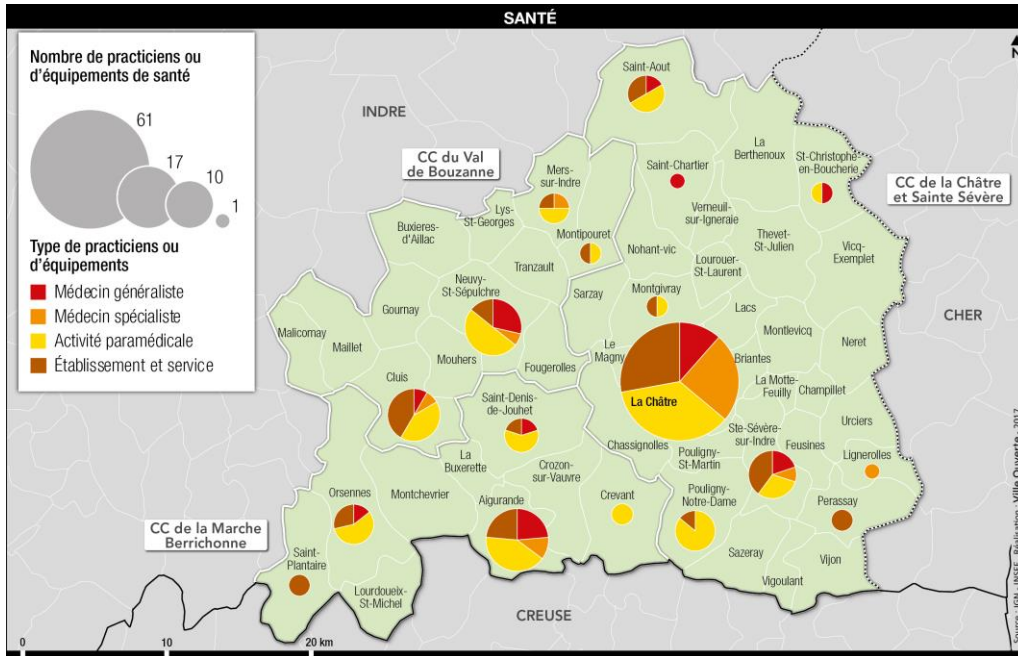 SANTÉ
Nombre de practiciens ou
d'équipements de santé
61
17
10
1
Type de practiciens ou
d'équipements
Médecin généraliste
Médecin spécialiste
Activité paramédicale
Établissement et service
N
INDRE
CC du Val
de Bouzanne
CC de la Châtre
et Sainte Sévère
CHER
CC de la Marche
Berrichonne
CREUSE
Saint-Aout
La
Berthenoux
Saint-Chartier
St-Christophe-
en-Boucherie
Mers-
sur-Indre
Lys-
St-Georges
Buxieres-
d'Aillac
Montipouret
Verneuil-
sur-Igneraie
Thevet-
St-Julien
Vicq-
Exemplet
Nohant-vic
Lourouer-
St-Laurent
Tranzault
Neuvy-
St-Sépulchre
Sarzay
Montgivray
Lacs
Gournay
Montlevicq
Malicornay
Maillet
Neret
Mouhers
Fougerolles
Le
Magny
Briantes
La Motte-
Feuilly
Champillet
Cluis
La Châtre
Saint-Denis-
de-Jouhet
Urciers
Chassignolles
Ste-Sévère-
sur-Indre
Feusines
Pouligny-
St-Martin
Lignerolles
La
Buxerette
Crozon-
sur-Vauvre
Orsennes
Montchevrier
Aigurande
Crevant
Pouligny-
Notre-Dame
Perassay
Sazeray
Vijon
Vigoulant
Saint-
Plantaire
Lourdoueix-
St-Michel
0
10
20 km
Source : IGN - INSEE, Réalisation : Ville Ouverte - 2017